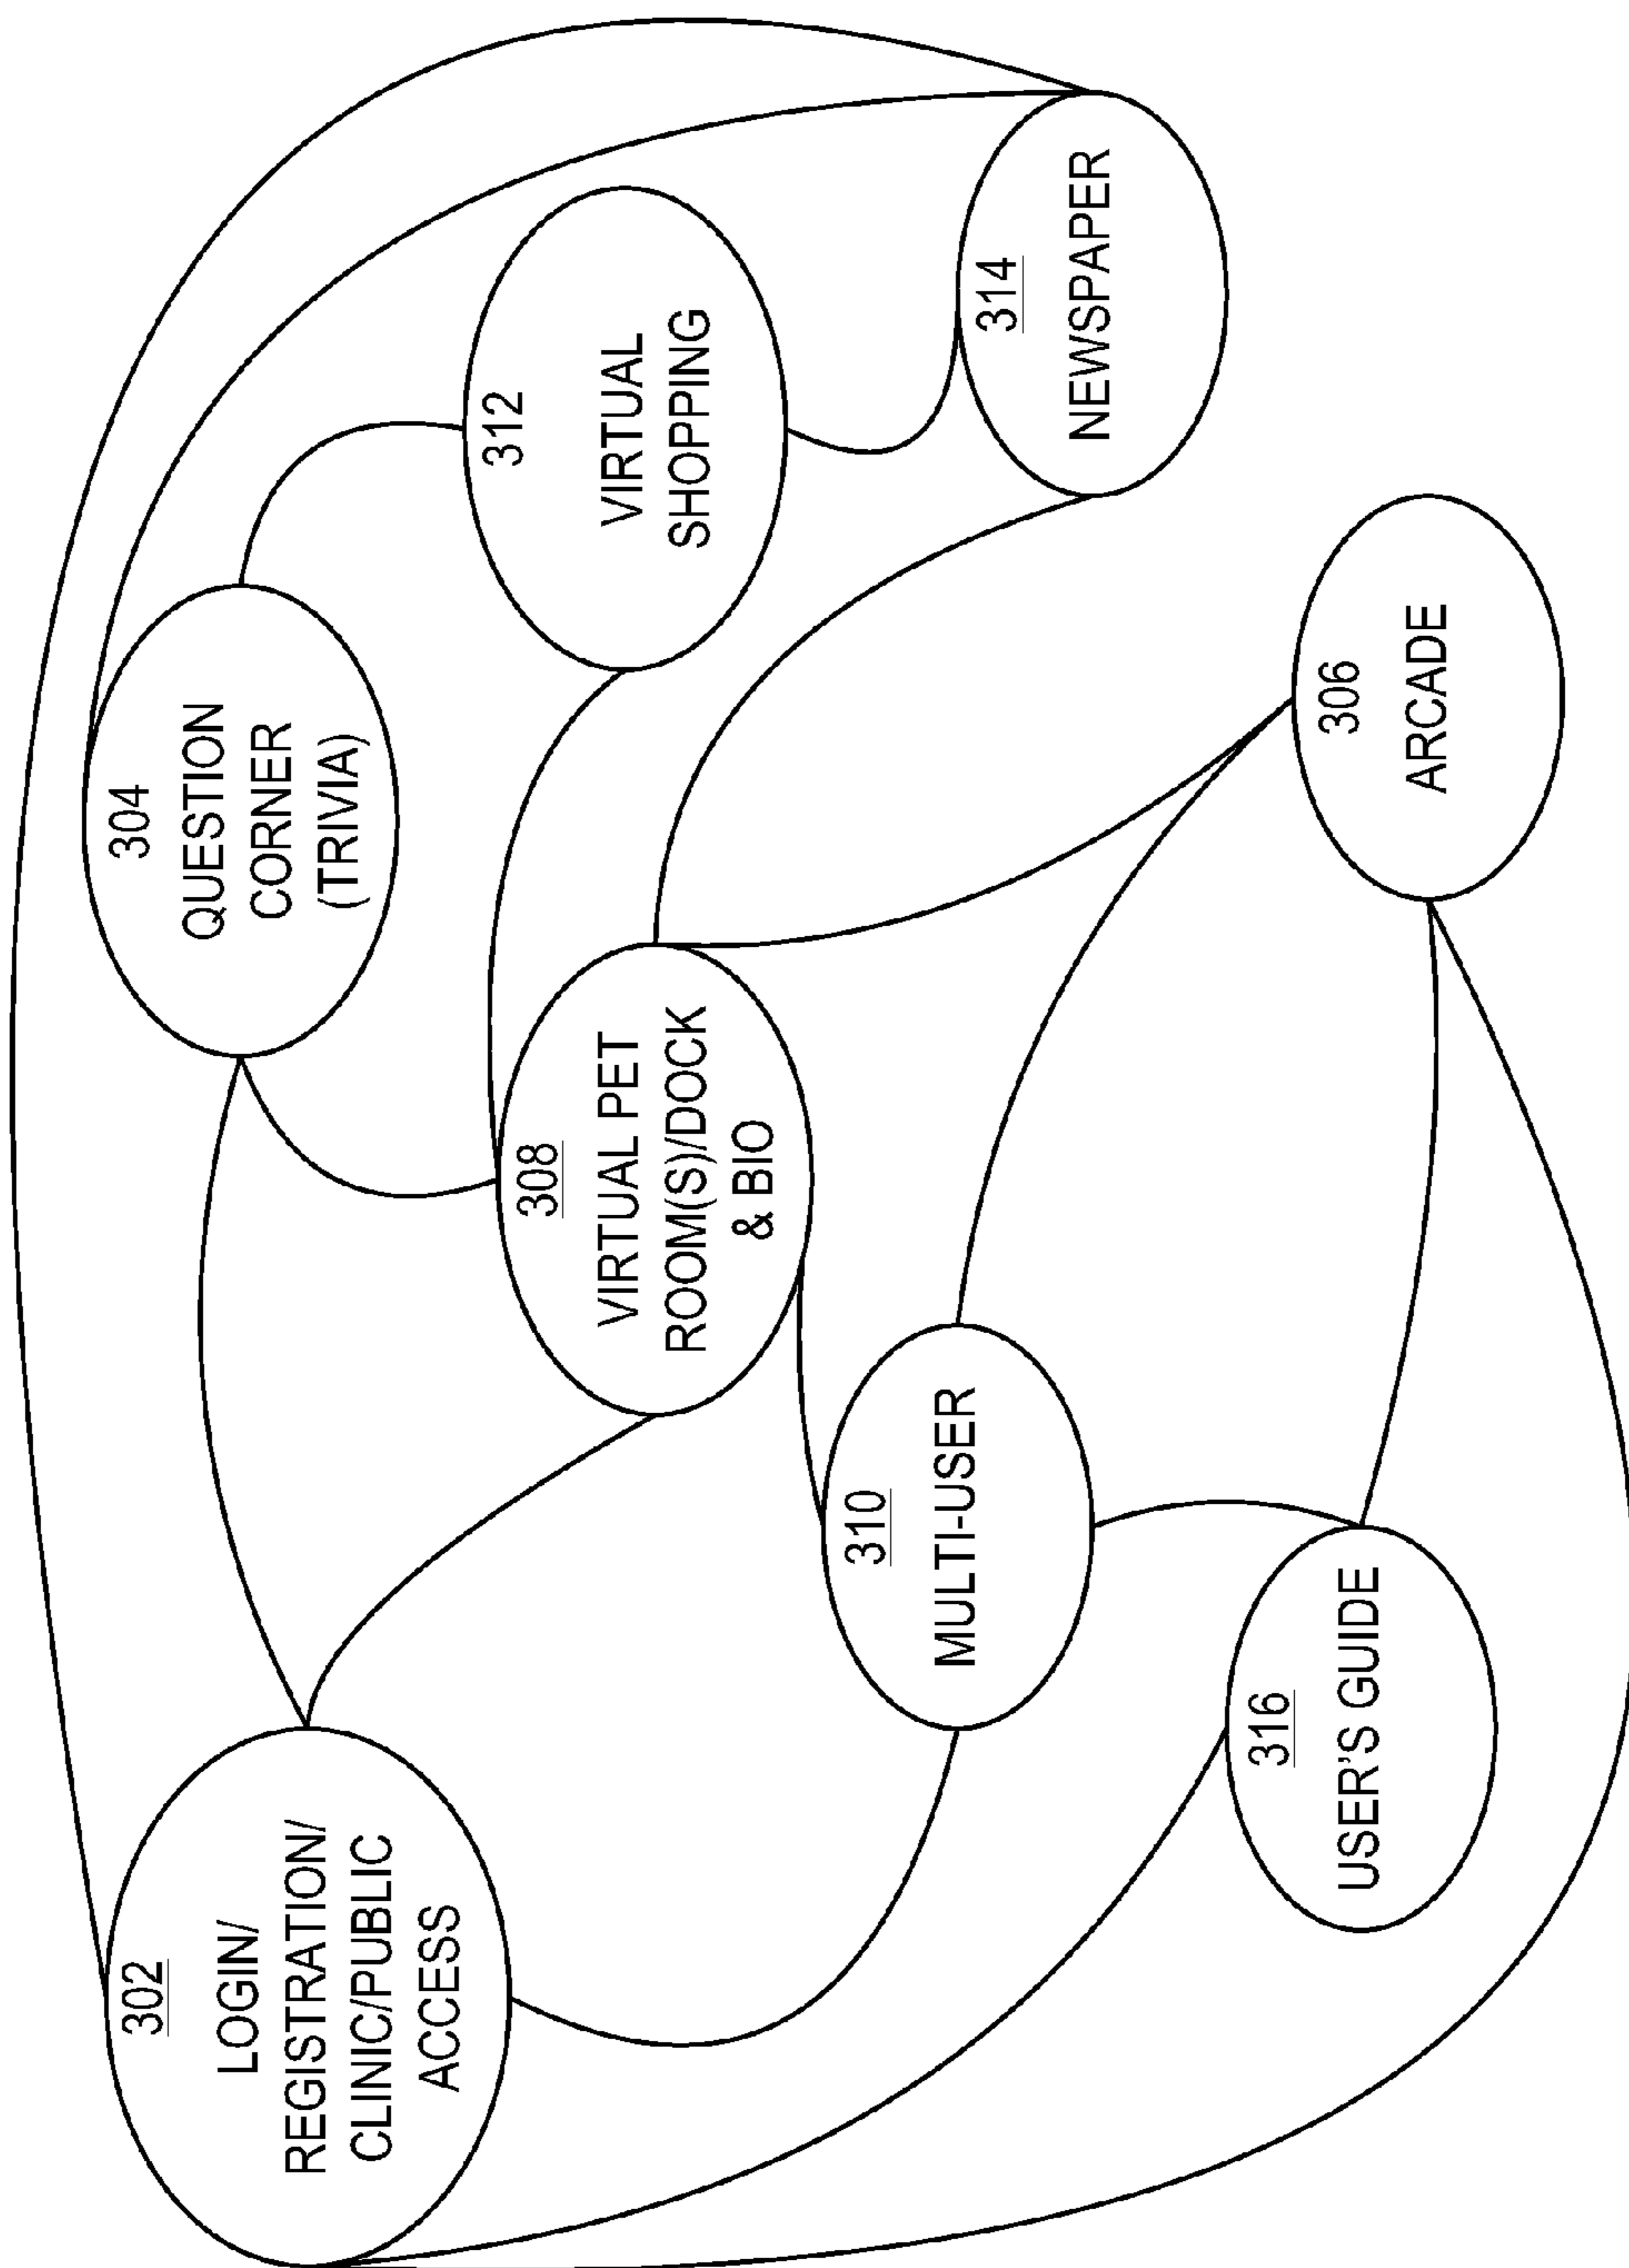 302
LOGIN/
REGISTRATION/
CLINIC/PUBLIC
ACCESS
304
QUESTION
CORNER
(TRIVIA)
308
VIRTUAL PET
ROOM(S)/DOCK
& BIO
312
VIRTUAL
SHOPPING
310
MULTI-USER
314
NEWSPAPER
316
USER'S GUIDE
306
ARCADE